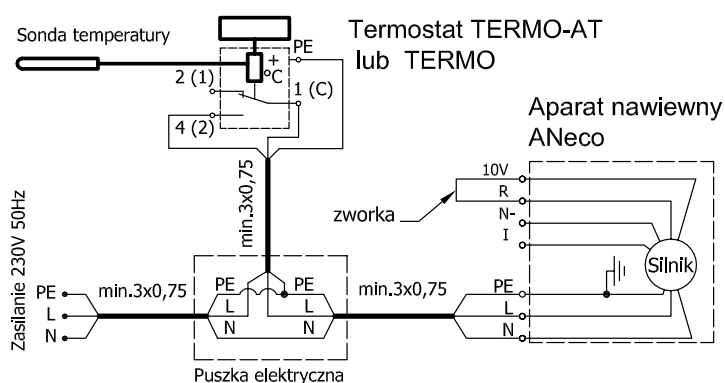 Sonda temperatury
Termostat TERMO-AT
lub TERMO
PE
+
°C
2 (1)
1 (C)
4 (2)
Aparat nawiewny
ANeco
10V
R
N-
I
zworka
min.3x0,75
Silnik
Zasilanie 230V 50Hz
PE
L
N
min.3x0,75
PE
L
N
PE
L
N
min.3x0,75
PE
L
N
Puszka elektryczna